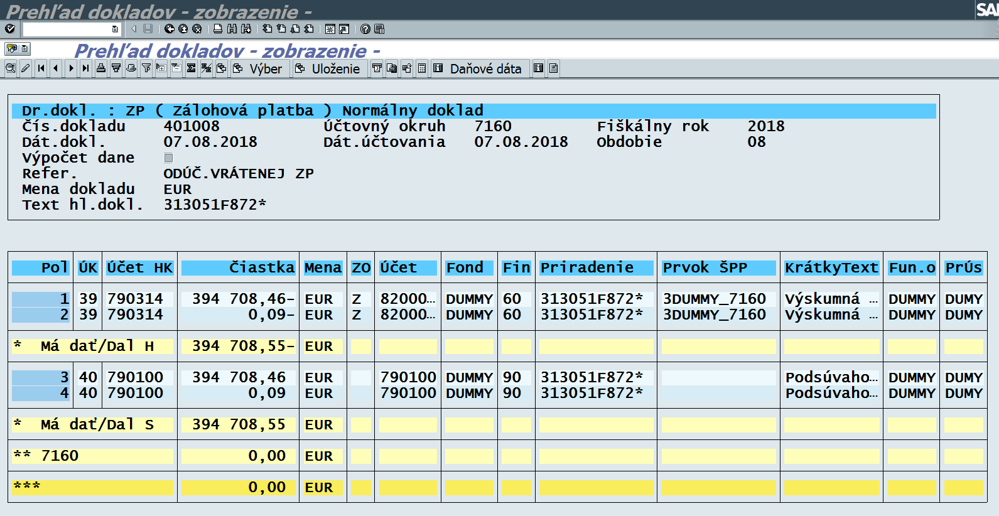 Prehľad dokladov - zobrazenie -
Prehľad dokladov - zobrazenie -
Výber Uloženie Daňové dáta
Dr.dokl. : ZP ( Zálohová platba ) Normálny doklad
Čís.dokladu 401008 Účtovný okruh 7160 Fiškálny rok 2018
Dát.dokl. 07.08.2018 Dát.účtovania 07.08.2018 Obdobie 08
Výpočet dane
Refer. ODÚČ.VRÁTENEJ ZP
Mena dokladu EUR
Text hl.dokl. 313051F872*
Pol ÚK Účet HK Čiastka Mena ZO Účet Fond Fin Priradenie Prvok ŠPP KrátkyText Fun.o PrÚs
1 39 790314 394 708,46- EUR Z 82000... DUMMY 60 313051F872* 3DUMMY_7160 Výskumná ... DUMMY DUMY
2 39 790314 0,09- EUR Z 82000... DUMMY 60 313051F872* 3DUMMY_7160 Výskumná ... DUMMY DUMY
* Má dať/Dal H 394 708,55- EUR
3 40 790100 394 708,46 EUR 790100 DUMMY 90 313051F872* Podsúvaho... DUMMY DUMY
4 40 790100 0,09 EUR 790100 DUMMY 90 313051F872* Podsúvaho... DUMMY DUMY
* Má dať/Dal S 394 708,55 EUR
** 7160 0,00 EUR
*** 0,00 EUR